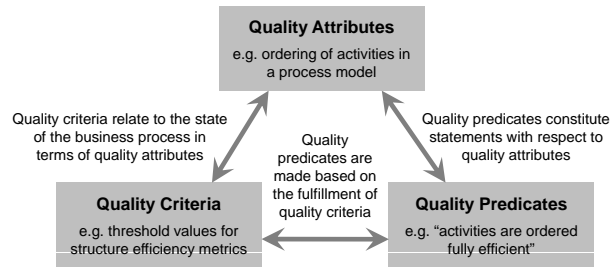 Quality Attributes
e.g. ordering of activities in
a process model
Quality criteria relate to the state
of the business process in
terms of quality attributes
Quality
predicates are
made based on
the fulfillment of
quality criteria
Quality predicates constitute
statements with respect to
quality attributes
Quality Criteria
e.g. threshold values for
structure efficiency metrics
Quality Predicates
e.g. “activities are ordered
fully efficient”